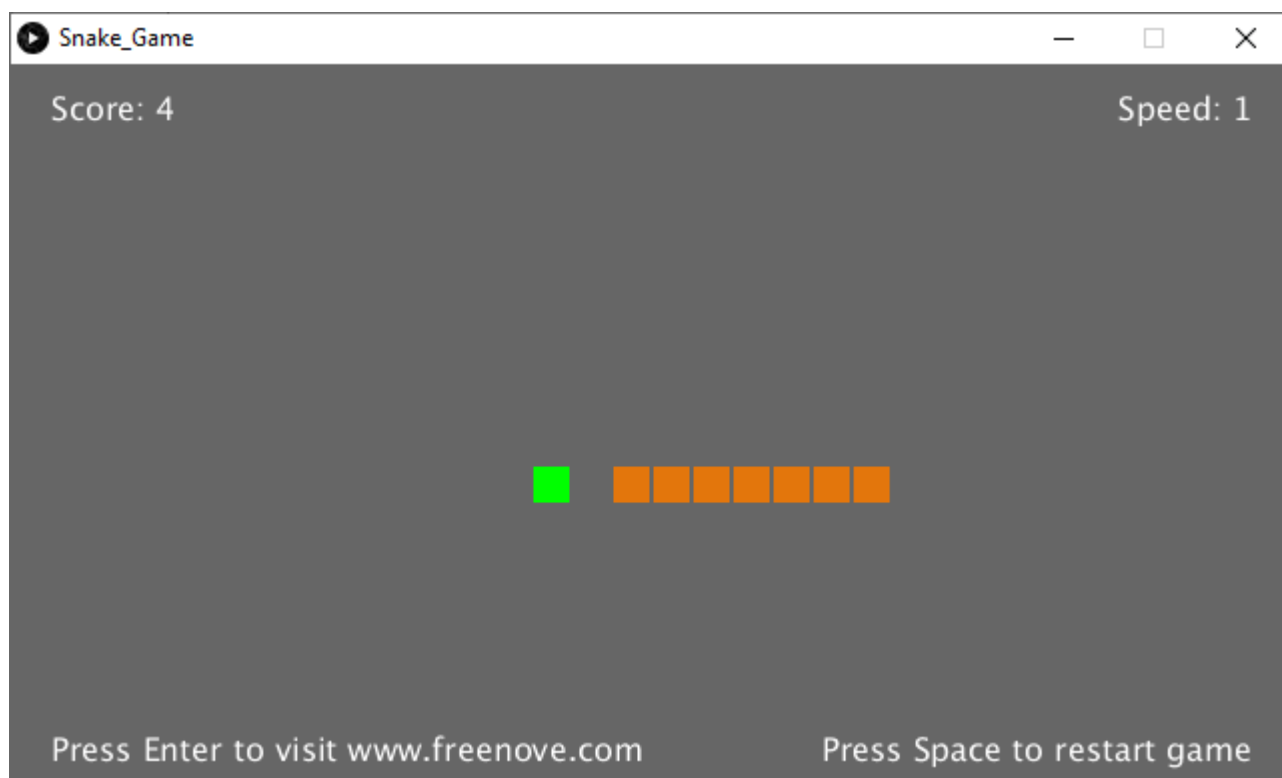 Snake_Game
Score: 4
Speed: 1
Press Enter to visit www.freenove.com
Press Space to restart game